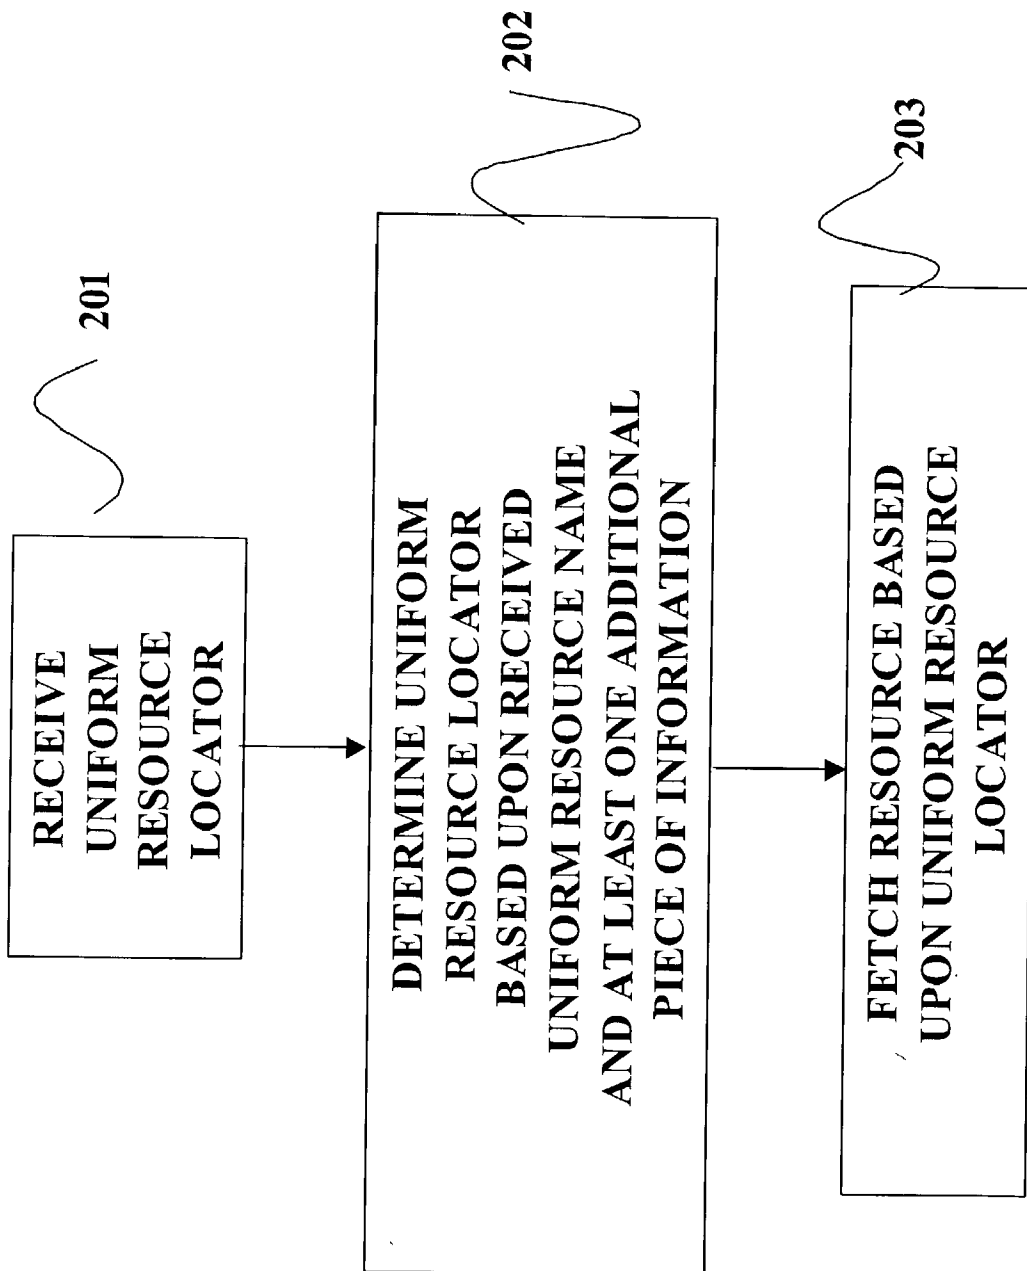 RECEIVE
UNIFORM
RESOURCE
LOCATOR
201
DETERMINE UNIFORM
RESOURCE LOCATOR
BASED UPON RECEIVED
UNIFORM RESOURCE NAME
AND AT LEAST ONE ADDITIONAL
PIECE OF INFORMATION
202
FETCH RESOURCE BASED
UPON UNIFORM RESOURCE
LOCATOR
203